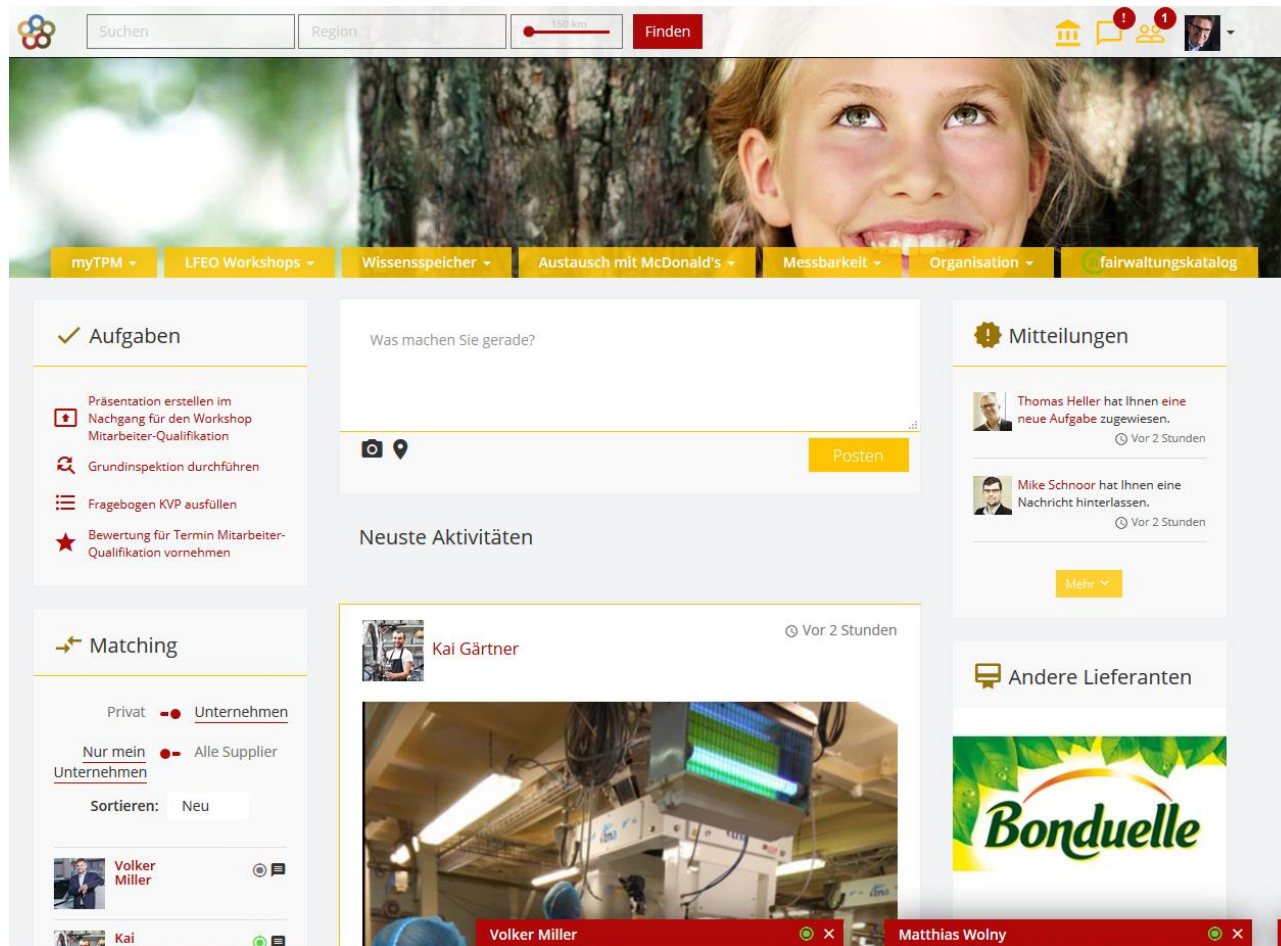 Suchen
Region
150 km
Finden
!
1
myTPM
LFEO Workshops
Wissensspeicher
Austausch mit McDonald's
Messbarkeit
Organisation
fairwaltungskatalog
Aufgaben
Präsentation erstellen im
Nachgang für den Workshop
Mitarbeiter-Qualifikation
Grundinspektion durchführen
Fragebogen KVP ausfüllen
Bewertung für Termin Mitarbeiter-
Qualifikation vornehmen
Matching
Privat Unternehmen
Nur mein Alle Supplier
Unternehmen
Sortieren: Neu
Volker
Miller
Kai
Was machen Sie gerade?
Posten
Neuste Aktivitäten
Kai Gärtner
Vor 2 Stunden
Mitteilungen
Thomas Heller hat Ihnen eine
neue Aufgabe zugewiesen.
Vor 2 Stunden
Mike Schnoor hat Ihnen eine
Nachricht hinterlassen.
Vor 2 Stunden
Mehr
Andere Lieferanten
Bonduelle
Volker Miller
Matthias Wolny